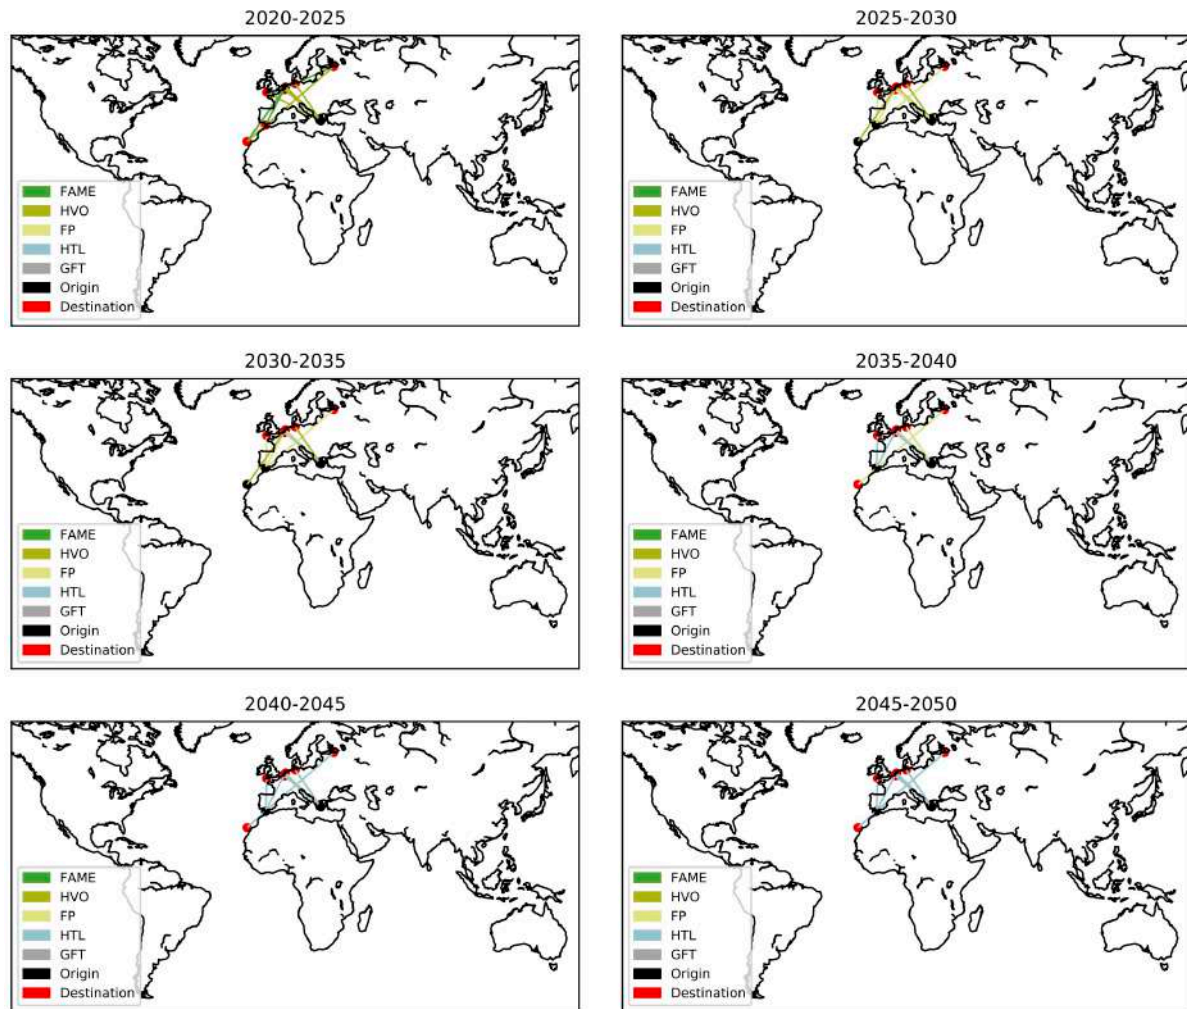 2020-2025
2025-2030
FAME
HVO
FP
HTL
GFT
Origin
Destination
FAME
HVO
FP
HTL
GFT
Origin
Destination
2030-2035
2035-2040
FAME
HVO
FP
HTL
GFT
Origin
Destination
FAME
HVO
FP
HTL
GFT
Origin
Destination
2040-2045
2045-2050
FAME
HVO
FP
HTL
GFT
Origin
Destination
FAME
HVO
FP
HTL
GFT
Origin
Destination